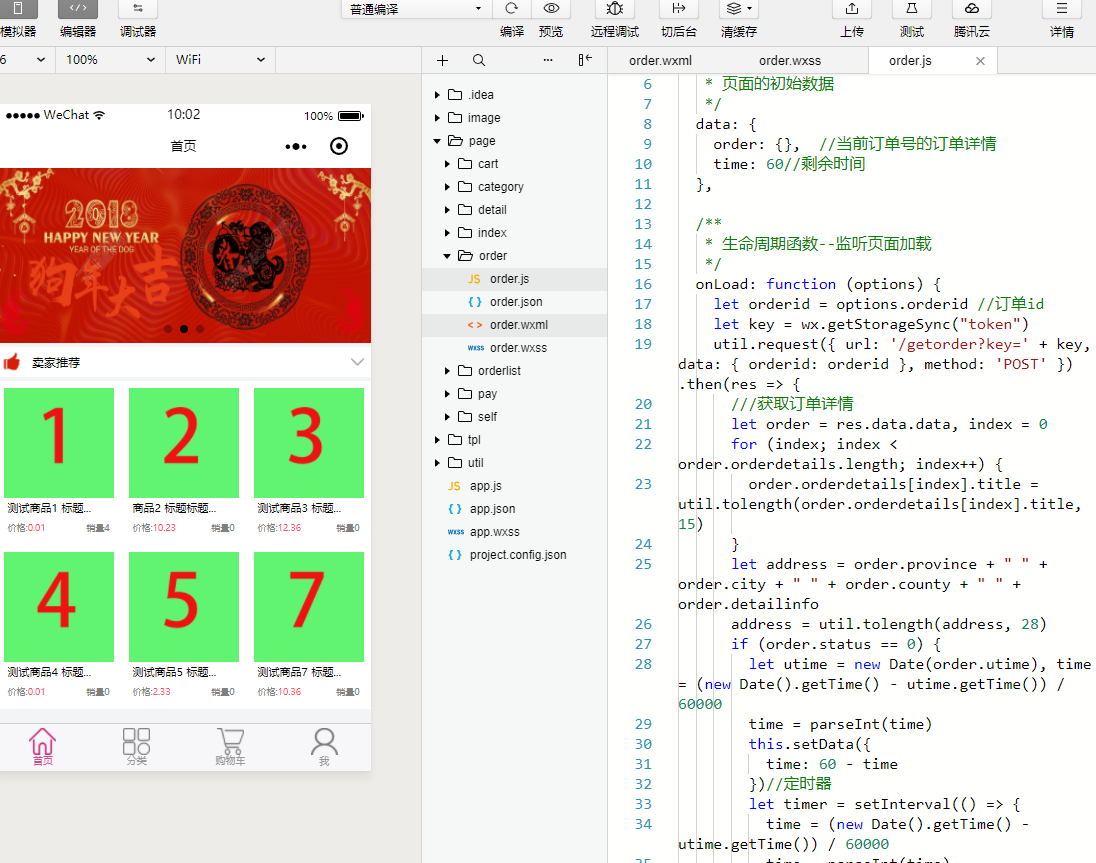 普通编译
模拟器 编辑器 调试器 编译 预览 远程调试 切后台 清缓存 上传 测试 腾讯云 详情
6 100% WiFi
order.wxml order.wxss order.js
WeChat 10:02 100%
首页
2018
HAPPY NEW YEAR
YEAR OF THE DOG
狗年大吉
卖家推荐
1 2 3
测试商品1 标题... 商品2 标题标题... 测试商品3 标题...
价格:0.01 销量4 价格:10.23 销量0 价格:12.36 销量0
4 5 7
测试商品4 标题... 测试商品5 标题... 测试商品7 标题...
价格:0.01 销量0 价格:2.33 销量0 价格:10.36 销量0
首页 分类 购物车 我
.idea
image
page
cart
category
detail
index
order
JS order.js
{ } order.json
< > order.wxml
wxss order.wxss
orderlist
pay
self
tpl
util
JS app.js
{ } app.json
wxss app.wxss
{ } project.config.json
6 * 页面的初始数据
7 */
8 data: {
9 order: {}, //当前订单号的订单详情
10 time: 60//剩余时间
11 },
12
13 /**
14 * 生命周期函数--监听页面加载
15 */
16 onLoad: function (options) {
17 let orderid = options.orderid //订单id
18 let key = wx.getStorageSync("token")
19 util.request({ url: '/getorder?key=' + key,
data: { orderid: orderid }, method: 'POST' })
.then(res => {
20 ///获取订单详情
21 let order = res.data.data, index = 0
22 for (index; index <
order.orderdetails.length; index++) {
23 order.orderdetails[index].title =
util.tolength(order.orderdetails[index].title,
15)
24 }
25 let address = order.province + " " +
order.city + " " + order.county + " " +
order.detailinfo
26 address = util.tolength(address, 28)
27 if (order.status == 0) {
28 let utime = new Date(order.utime), time
= (new Date().getTime() - utime.getTime()) /
60000
29 time = parseInt(time)
30 this.setData({
31 time: 60 - time
32 })//定时器
33 let timer = setInterval(() => {
34 time = (new Date().getTime() -
utime.getTime()) / 60000